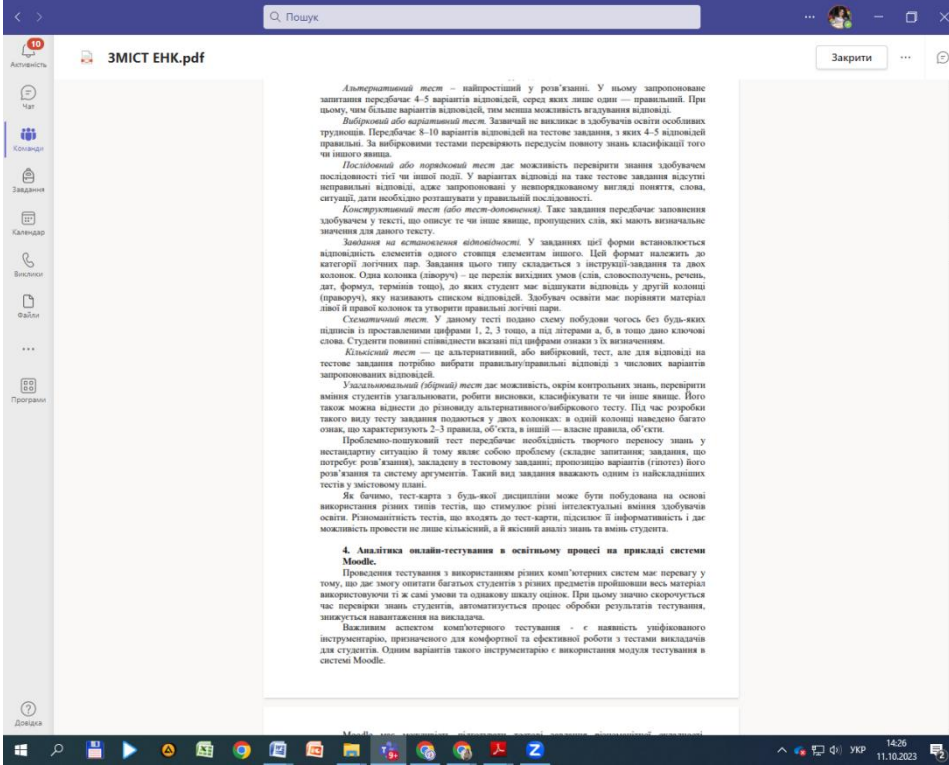 Пошук
10
Активність
Чат
Команди
Завдання
Календар
Виклики
Файли
Програми
Довідка
ЗМІСТ ЕНК.pdf
Закрити
Альтернативний тест – найпростіший у розв'язанні. У ньому запропоноване
запитання передбачає 4–5 варіантів відповідей, серед яких лише один — правильний. При
цьому, чим більше варіантів відповідей, тим менша можливість вгадування відповіді.
Вибірковий або варіативний тест. Зазвичай не викликає в здобувачів освіти особливих
труднощів. Передбачає 8–10 варіантів відповідей на тестове завдання, з яких 4–5 відповідей
правильні. За вибірковими тестами перевіряють передусім повноту знань класифікації того
чи іншого явища.
Послідовний або порядковий тест дає можливість перевірити знання здобувачем
послідовності тієї чи іншої події. У варіантах відповіді на таке тестове завдання відсутні
неправильні відповіді, адже запропоновані у невпорядкованому вигляді поняття, слова,
ситуації, дати необхідно розташувати у правильній послідовності.
Конструктивний тест (або тест-доповнення). Таке завдання передбачає заповнення
здобувачем у тексті, що описує те чи інше явище, пропущених слів, які мають визначальне
значення для даного тексту.
Завдання на встановлення відповідності. У завданнях цієї форми встановлюється
відповідність елементів одного стовпця елементам іншого. Цей формат належить до
категорії логічних пар. Завдання цього типу складається з інструкції-завдання та двох
колонок. Одна колонка (ліворуч) – це перелік вихідних умов (слів, словосполучень, речень,
дат, формул, термінів тощо), до яких студент має відшукати відповідь у другій колонці
(праворуч), яку називають списком відповідей. Здобувач освіти має порівняти матеріал
лівої й правої колонок та утворити правильні логічні пари.
Схематичний тест. У даному тесті подано схему побудови чогось без будь-яких
підписів із проставленими цифрами 1, 2, 3 тощо, а під літерами а, б, в тощо дано ключові
слова. Студенти повинні співвіднести вказані під цифрами ознаки з їх визначенням.
Кількісний тест — це альтернативний, або вибірковий, тест, але для відповіді на
тестове завдання потрібно вибрати правильну/правильні відповіді з числових варіантів
запропонованих відповідей.
Узагальнювальний (збірний) тест дає можливість, окрім контрольних знань, перевірити
вміння студентів узагальнювати, робити висновки, класифікувати те чи інше явище. Його
також можна віднести до різновиду альтернативного/вибіркового тесту. Під час розробки
такого виду тесту завдання подаються у двох колонках: в одній колонці наведено багато
ознак, що характеризують 2–3 правила, об'єкта, в іншій — власне правила, об'єкти.
Проблемно-пошуковий тест передбачає необхідність творчого переносу знань у
нестандартну ситуацію й тому являє собою проблему (складне запитання; завдання, що
потребує розв'язання), закладену в тестовому завданні; пропозицію варіантів (гіпотез) його
розв'язання та систему аргументів. Такий вид завдання вважають одним із найскладніших
тестів у змістовому плані.
Як бачимо, тест-карта з будь-якої дисципліни може бути побудована на основі
використання різних типів тестів, що стимулює різні інтелектуальні вміння здобувачів
освіти. Різноманітність тестів, що входять до тест-карти, підсилює її інформативність і дає
можливість провести не лише кількісний, а й якісний аналіз знань та вмінь студента.
4. Аналітика онлайн-тестування в освітньому процесі на прикладі системи
Moodle.
Проведення тестування з використанням різних комп'ютерних систем має перевагу у
тому, що дає змогу опитати багатьох студентів з різних предметів пройшовши весь матеріал
використовуючи ті ж самі умови та однакову шкалу оцінок. При цьому значно скорочується
час перевірки знань студентів, автоматизується процес обробки результатів тестування,
знижується навантаження на викладача.
Важливим аспектом комп'ютерного тестування - є наявність уніфікованого
інструментарію, призначеного для комфортної та ефективної роботи з тестами викладачів
для студентів. Одним варіантів такого інструментарію є використання модуля тестування в
системі Moodle.
УКР
14:26
11.10.2023